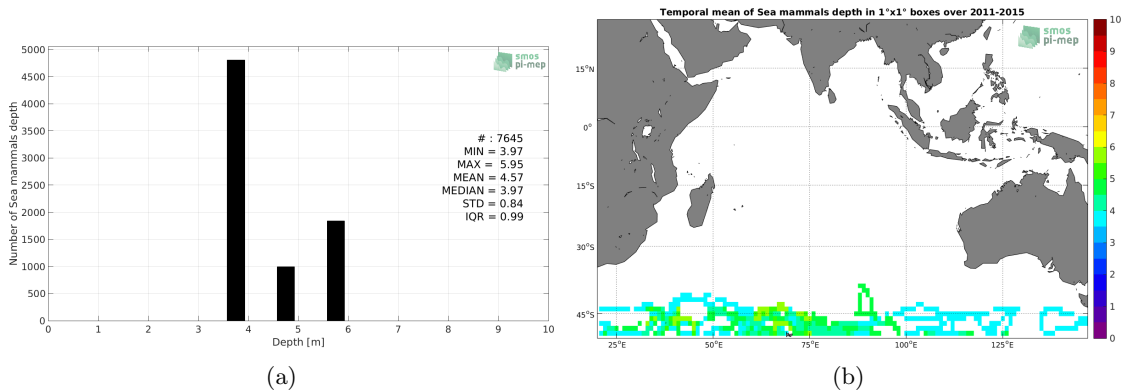 5000
4500
4000
3500
3000
2500
2000
1500
1000
500
0
Number of Sea mammals depth
smos
pi-mep
# : 7645
MIN = 3.97
MAX = 5.95
MEAN = 4.57
MEDIAN = 3.97
STD = 0.84
IQR = 0.99
0 1 2 3 4 5 6 7 8 9 10
Depth [m]
(a)
Temporal mean of Sea mammals depth in 1°x1° boxes over 2011-2015
smos
pi-mep
15°N
0°
15°S
30°S
45°S
25°E 50°E 75°E 100°E 125°E
10
9
8
7
6
5
4
3
2
1
0
(b)